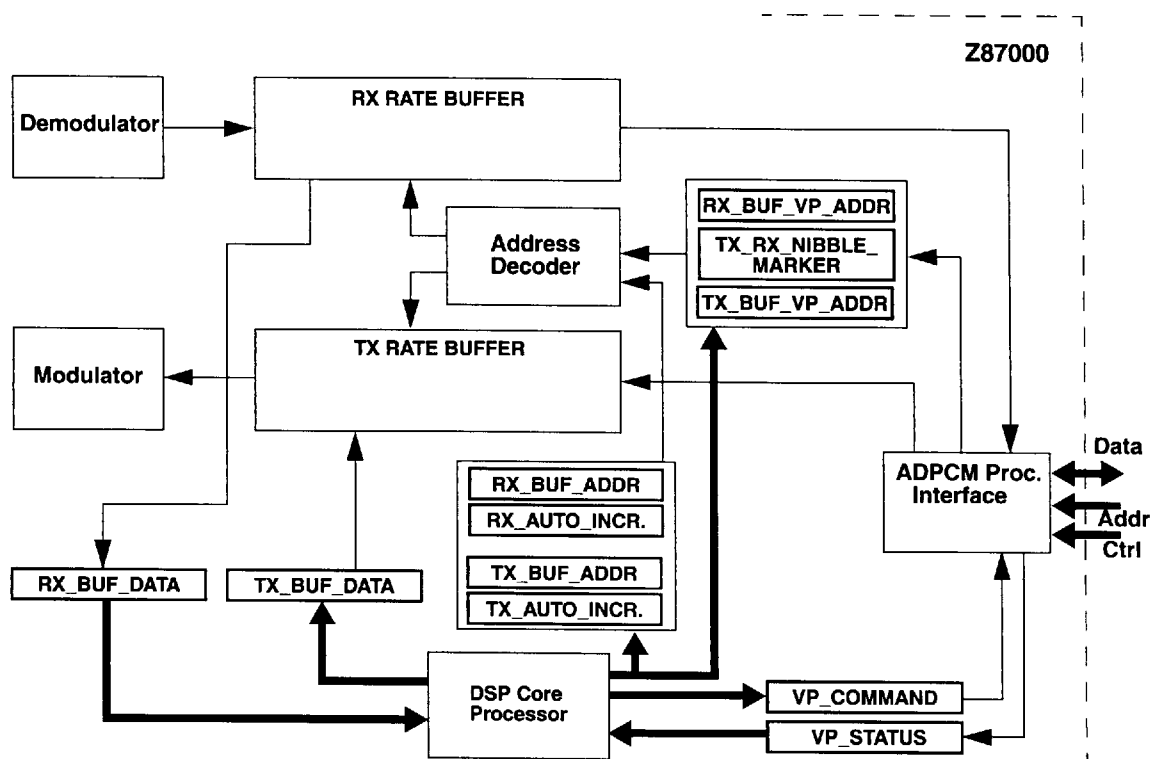 Z87000
RX RATE BUFFER
Demodulator
RX_BUF_VP_ADDR
Address
Decoder
TX_RX_NIBBLE_
MARKER
TX_BUF_VP_ADDR
TX RATE BUFFER
Modulator
Data
ADPCM Proc.
Interface
RX_BUF_ADDR
RX_AUTO_INCR.
Addr
Ctrl
TX_BUF_ADDR
TX_AUTO_INCR.
RX_BUF_DATA
TX_BUF_DATA
DSP Core
Processor
VP_COMMAND
VP_STATUS